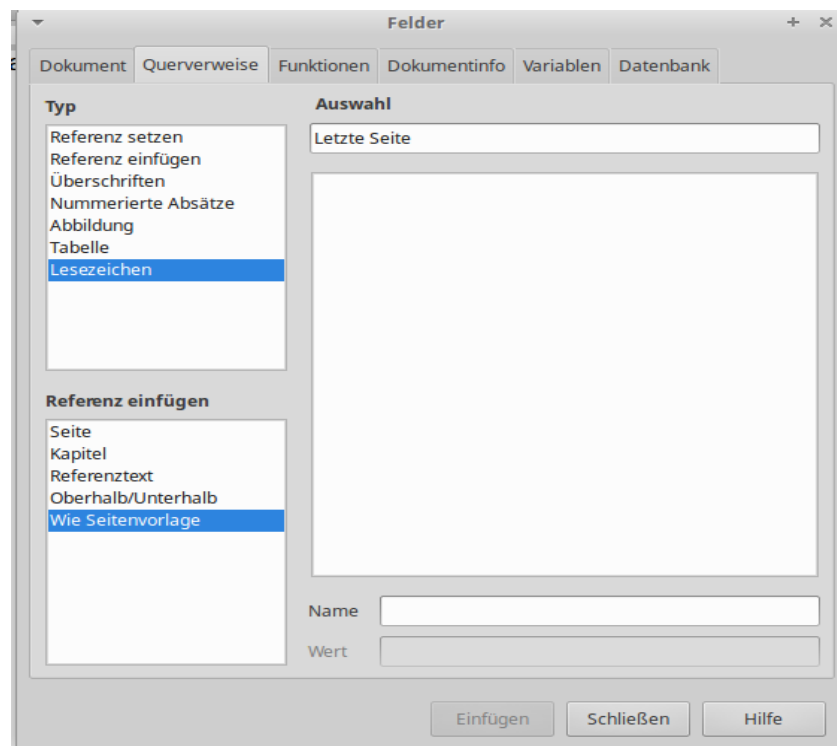 Felder
Dokument Querverweise Funktionen Dokumentinfo Variablen Datenbank
Typ
Referenz setzen
Referenz einfügen
Überschriften
Nummerierte Absätze
Abbildung
Tabelle
Lesezeichen
Referenz einfügen
Seite
Kapitel
Referenztext
Oberhalb/Unterhalb
Wie Seitenvorlage
Auswahl
Letzte Seite
Name
Wert
Einfügen Schließen Hilfe